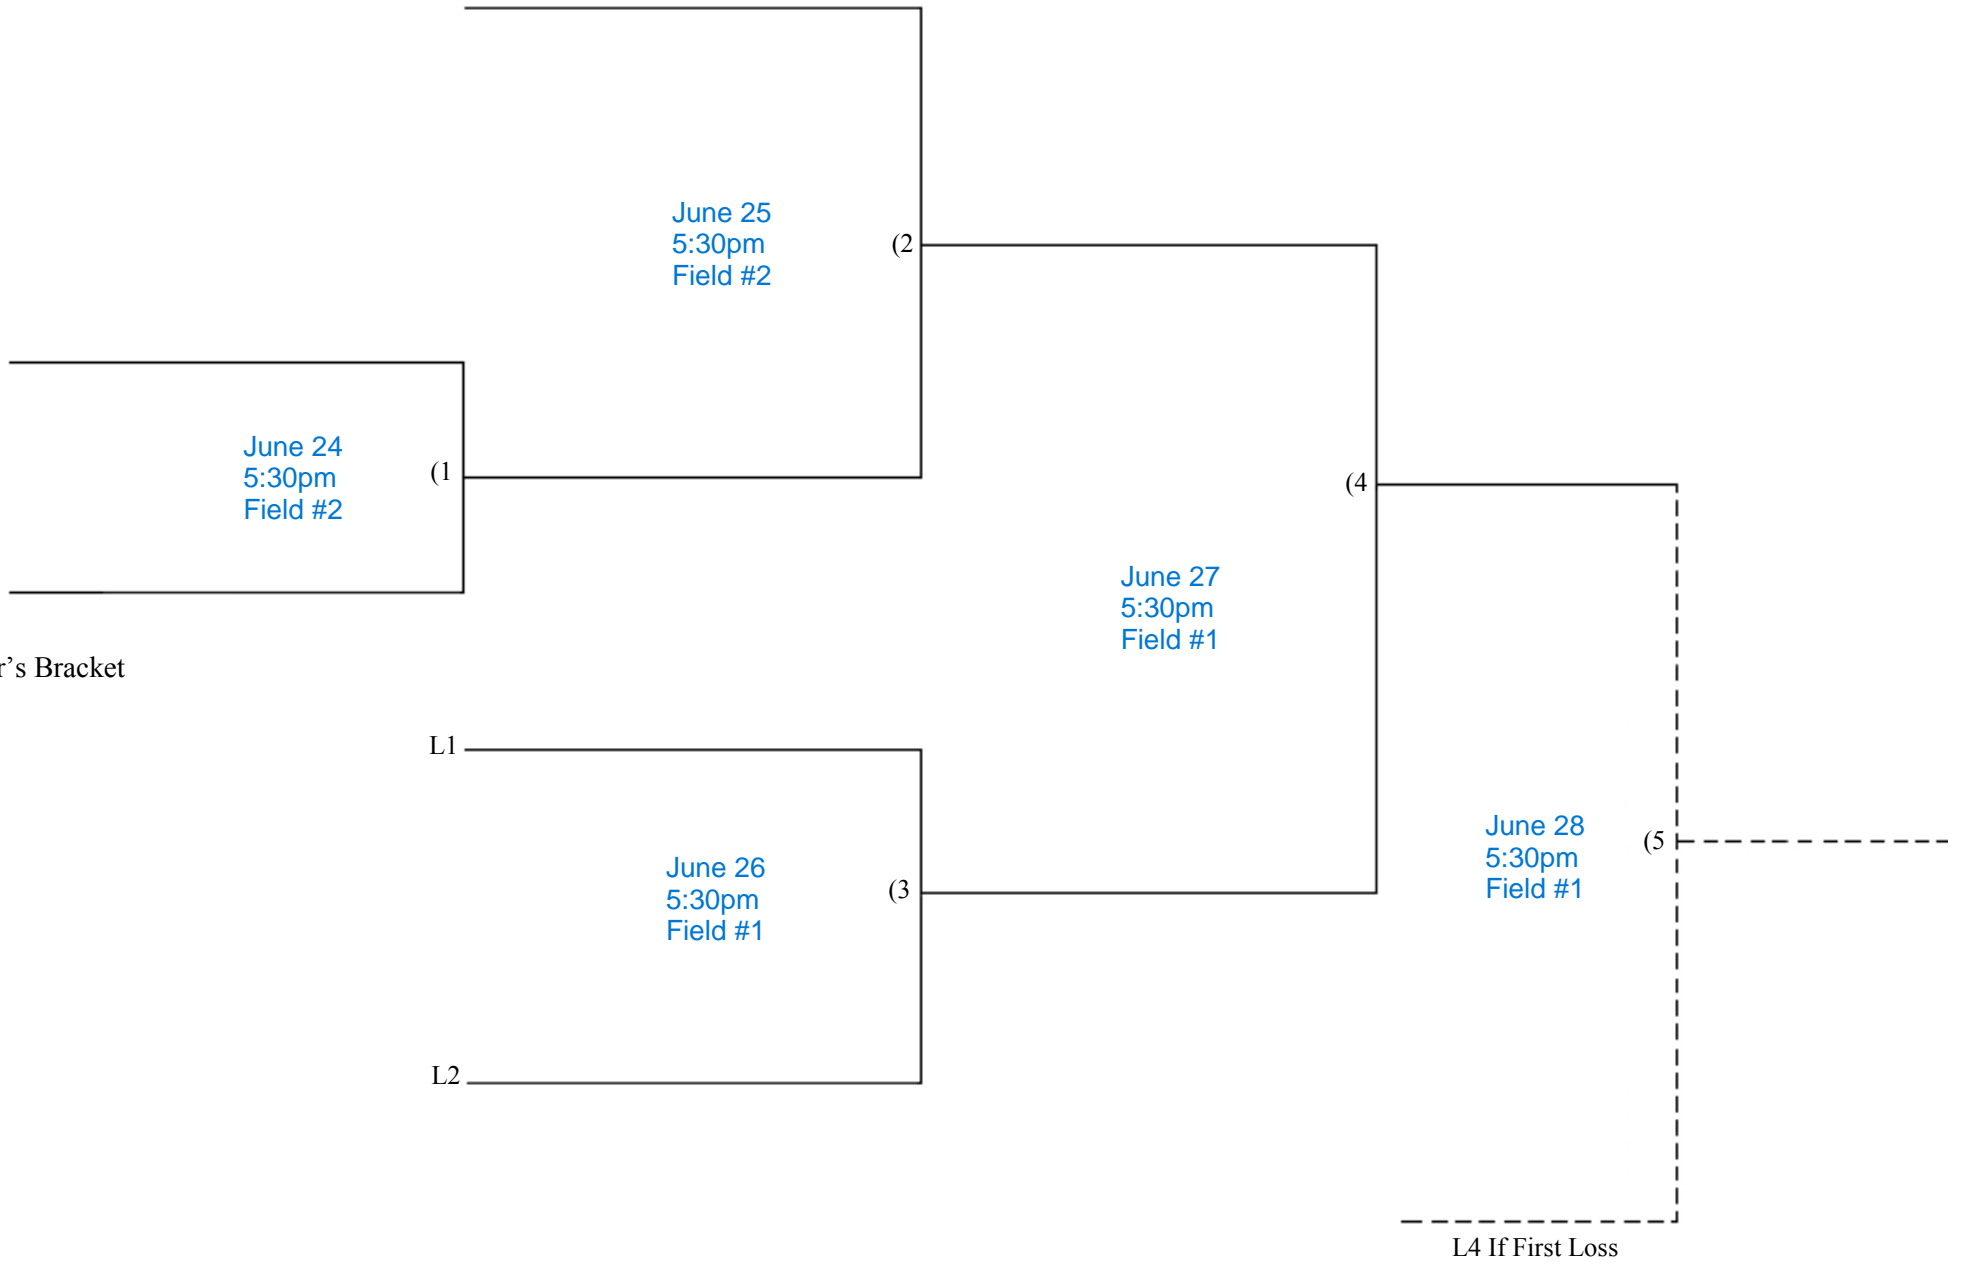 June 25
5:30pm
Field #2
(2
June 24
5:30pm
Field #2
(1
(4
June 27
5:30pm
Field #1
r’s Bracket
L1
June 28
5:30pm
Field #1
(5
June 26
5:30pm
Field #1
(3
L2
L4 If First Loss